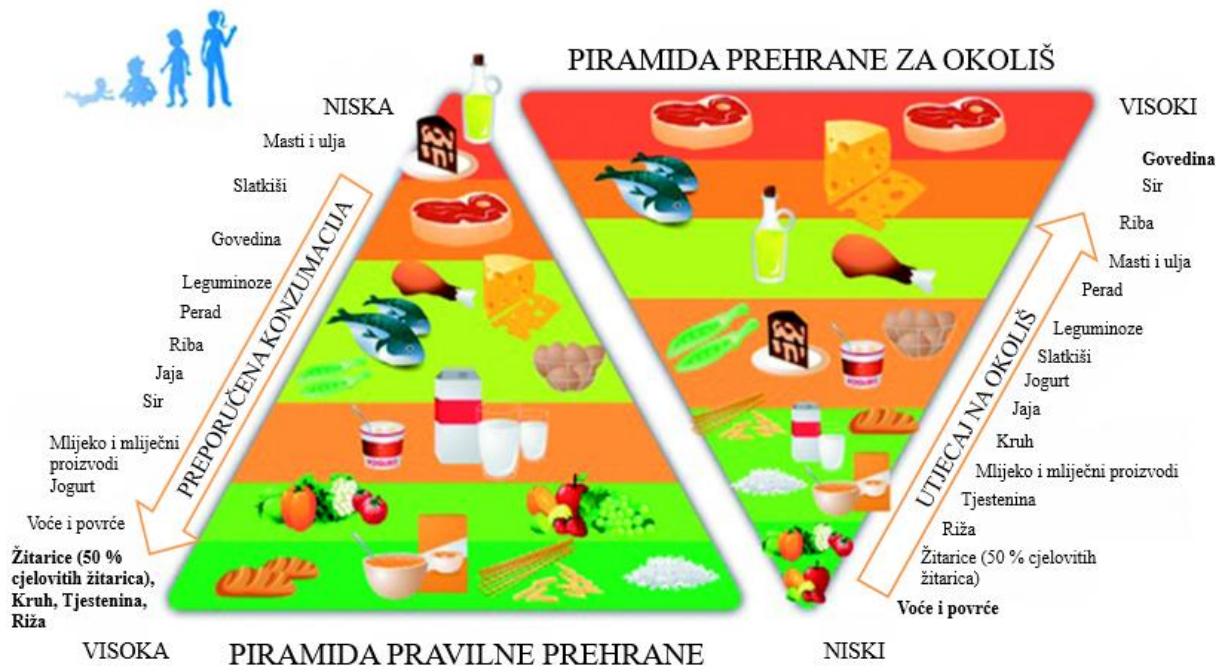 PIRAMIDA PREHRANE ZA OKOLIŠ
NISKA
Masti i ulja
Slatkiši
Govedina
Leguminoze
Perad
Riba
Jaja
Sir
Mlijeko i mliječni
proizvodi
Jogurt
Voće i povrće
Žitarice (50 %
cjelovitih žitarica),
Kruh, Tjestenina,
Riža
VISOKA
PREPORUČENA KONZUMACIJA
PIRAMIDA PRAVILNE PREHRANE
VISOKI
Govedina
Sir
Riba
Masti i ulja
Perad
Leguminoze
Slatkiši
Jogurt
Jaja
Kruh
Mlijeko i mliječni proizvodi
Tjestenina
Riža
Žitarice (50 % cjelovitih
žitarica)
Voće i povrće
NISKI
UTJECAJ NA OKOLIŠ